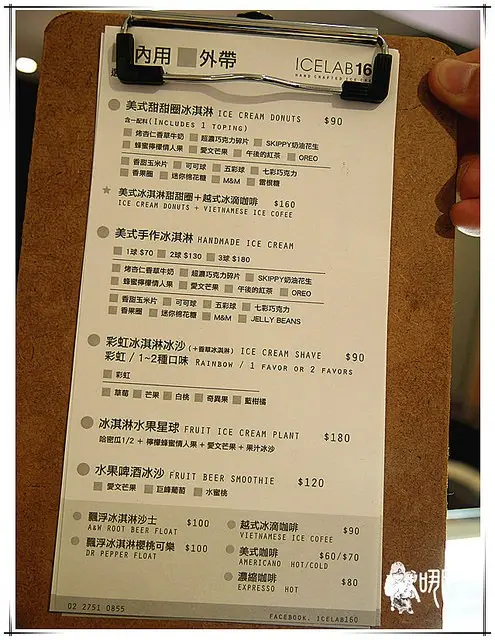 內用 外帶
ICELAB16
HAND CRAFTED ICE
美式甜甜圈冰淇淋 ICE CREAM DONUTS $90
含一配料(INCLUDES 1 TOPING)
烤杏仁香草牛奶 超濃巧克力碎片 SKIPPY奶油花生
蜂蜜檸檬情人果 愛文芒果 午後的紅茶 OREO
香甜玉米片 可可球 五彩球 七彩巧克力
香果圈 迷你棉花糖 M&M 雷根糖
美式冰淇淋甜甜圈+越式冰滴咖啡 $160
ICE CREAM DONUTS + VIETNAMESE ICE COFEE
美式手作冰淇淋 HANDMADE ICE CREAM
1球 $70 2球 $130 3球 $180
烤杏仁香草牛奶 超濃巧克力碎片 SKIPPY奶油花生
蜂蜜檸檬情人果 愛文芒果 午後的紅茶 OREO
香甜玉米片 可可球 五彩球 七彩巧克力
香果圈 迷你棉花糖 M&M JELLY BEANS
彩虹冰淇淋冰沙(+香草冰淇淋) ICE CREAM SHAVE $90
彩虹 / 1~2種口味 RAINBOW / 1 FAVOR OR 2 FAVORS
彩虹
草莓 芒果 白桃 奇異果 藍柑橘
冰淇淋水果星球 FRUIT ICE CREAM PLANT $180
哈密瓜1/2 + 檸檬蜂蜜情人果 + 愛文芒果 + 果汁冰沙
水果啤酒冰沙 FRUIT BEER SMOOTHIE $120
愛文芒果 巨峰葡萄 水蜜桃
飄浮冰淇淋沙士 $100
A&W ROOT BEER FLOAT
飄浮冰淇淋櫻桃可樂 $100
DR PEPPER FLOAT
越式冰滴咖啡 $90
VIETNAMESE ICE COFEE
美式咖啡 $60/$70
AMERICANO HOT/COLD
濃縮咖啡 $80
EXPRESSO HOT
02 2751 0855
FACEBOOK. ICELAB160